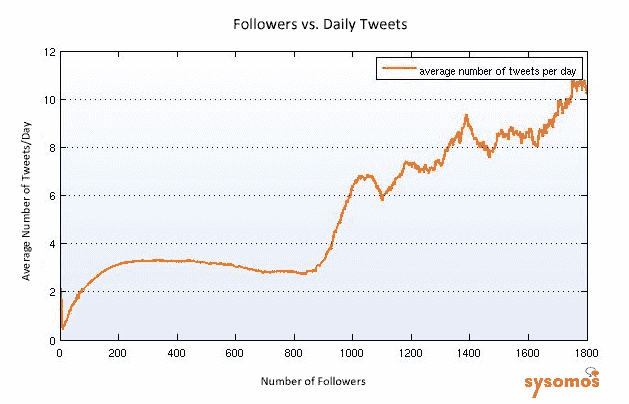 Followers vs. Daily Tweets
12
average number of tweets per day
10
8
6
4
2
0
Average Number of Tweets/Day
0 200 400 600 800 1000 1200 1400 1600 1800
Number of Followers
sysomos